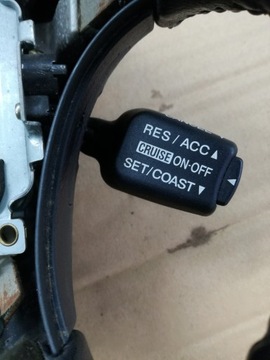 RES / ACC ▲
CRUISE ON-OFF
SET/COAST ▼